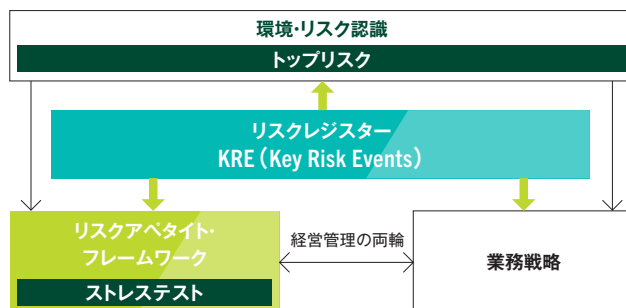 環境・リスク認識
トップリスク
リスクレジスター
KRE（Key Risk Events）
リスクアペタイト・
フレームワーク
ストレステスト
経営管理の両輪
業務戦略